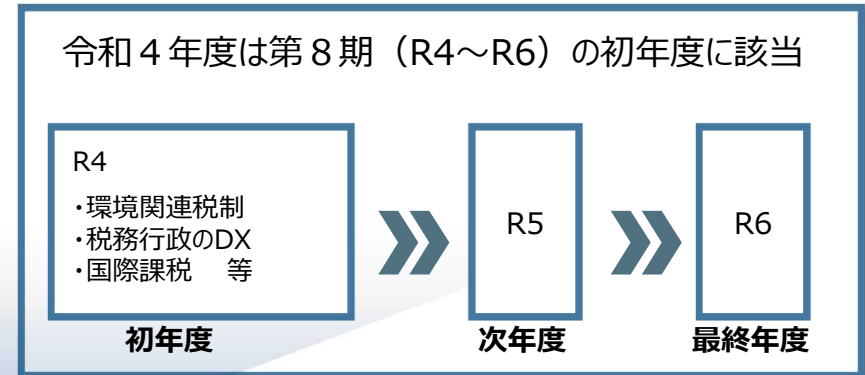 令和４年度は第８期（R4～R6）の初年度に該当
R4
・環境関連税制
・税務行政のDX
・国際課税　等
初年度
R5
次年度
R6
最終年度